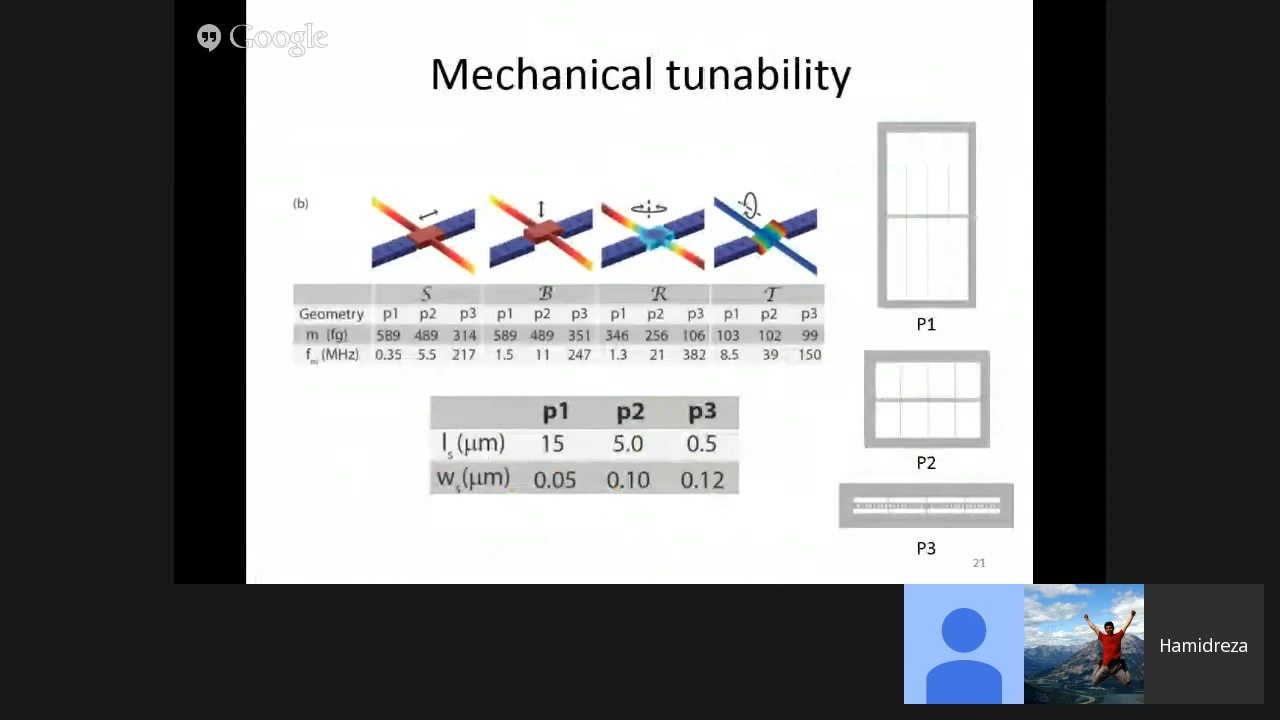 Google
Mechanical tunability
(b)
S B R T
Geometry p1 p2 p3 p1 p2 p3 p1 p2 p3 p1 p2 p3
m (fg) 589 489 314 589 489 351 346 256 106 103 102 99
fm (MHz) 0.35 5.5 217 1.5 11 247 1.3 21 382 8.5 39 150
p1 p2 p3
ls (μm) 15 5.0 0.5
ws (μm) 0.05 0.10 0.12
P1
P2
P3
21
Hamidreza